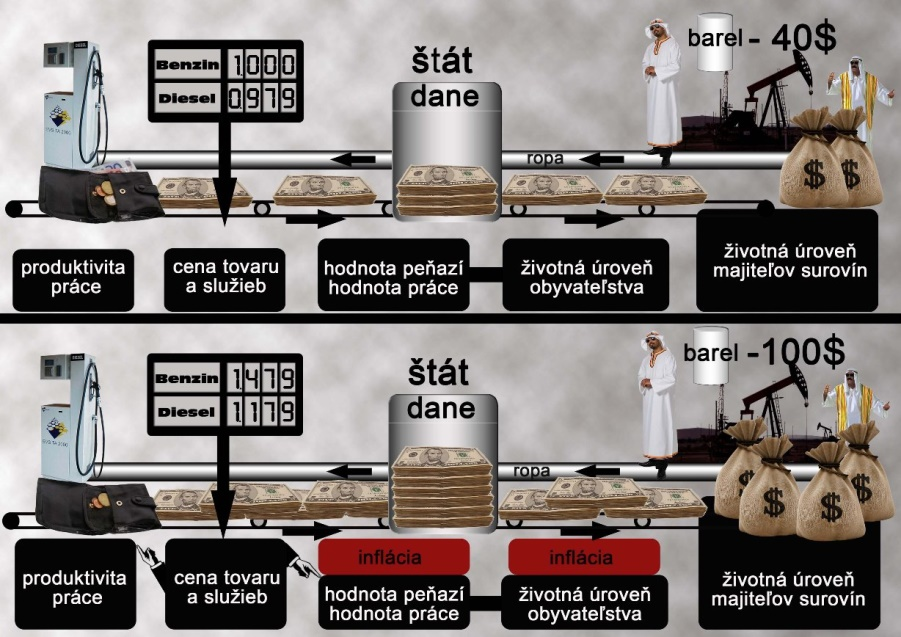 štát
barel - 40$
Benzin 1.000
Diesel 0.979
dane
ropa
$ $
produktivita
práce
cena tovaru
a služieb
hodnota peňazí
hodnota práce
životná úroveň
obyvateľstva
životná úroveň
majiteľov surovín
štát
barel -100$
Benzin 1.479
Diesel 1.179
dane
ropa
$ $ $ $
inflácia
inflácia
produktivita
práce
cena tovaru
a služieb
hodnota peňazí
hodnota práce
životná úroveň
obyvateľstva
životná úroveň
majiteľov surovín